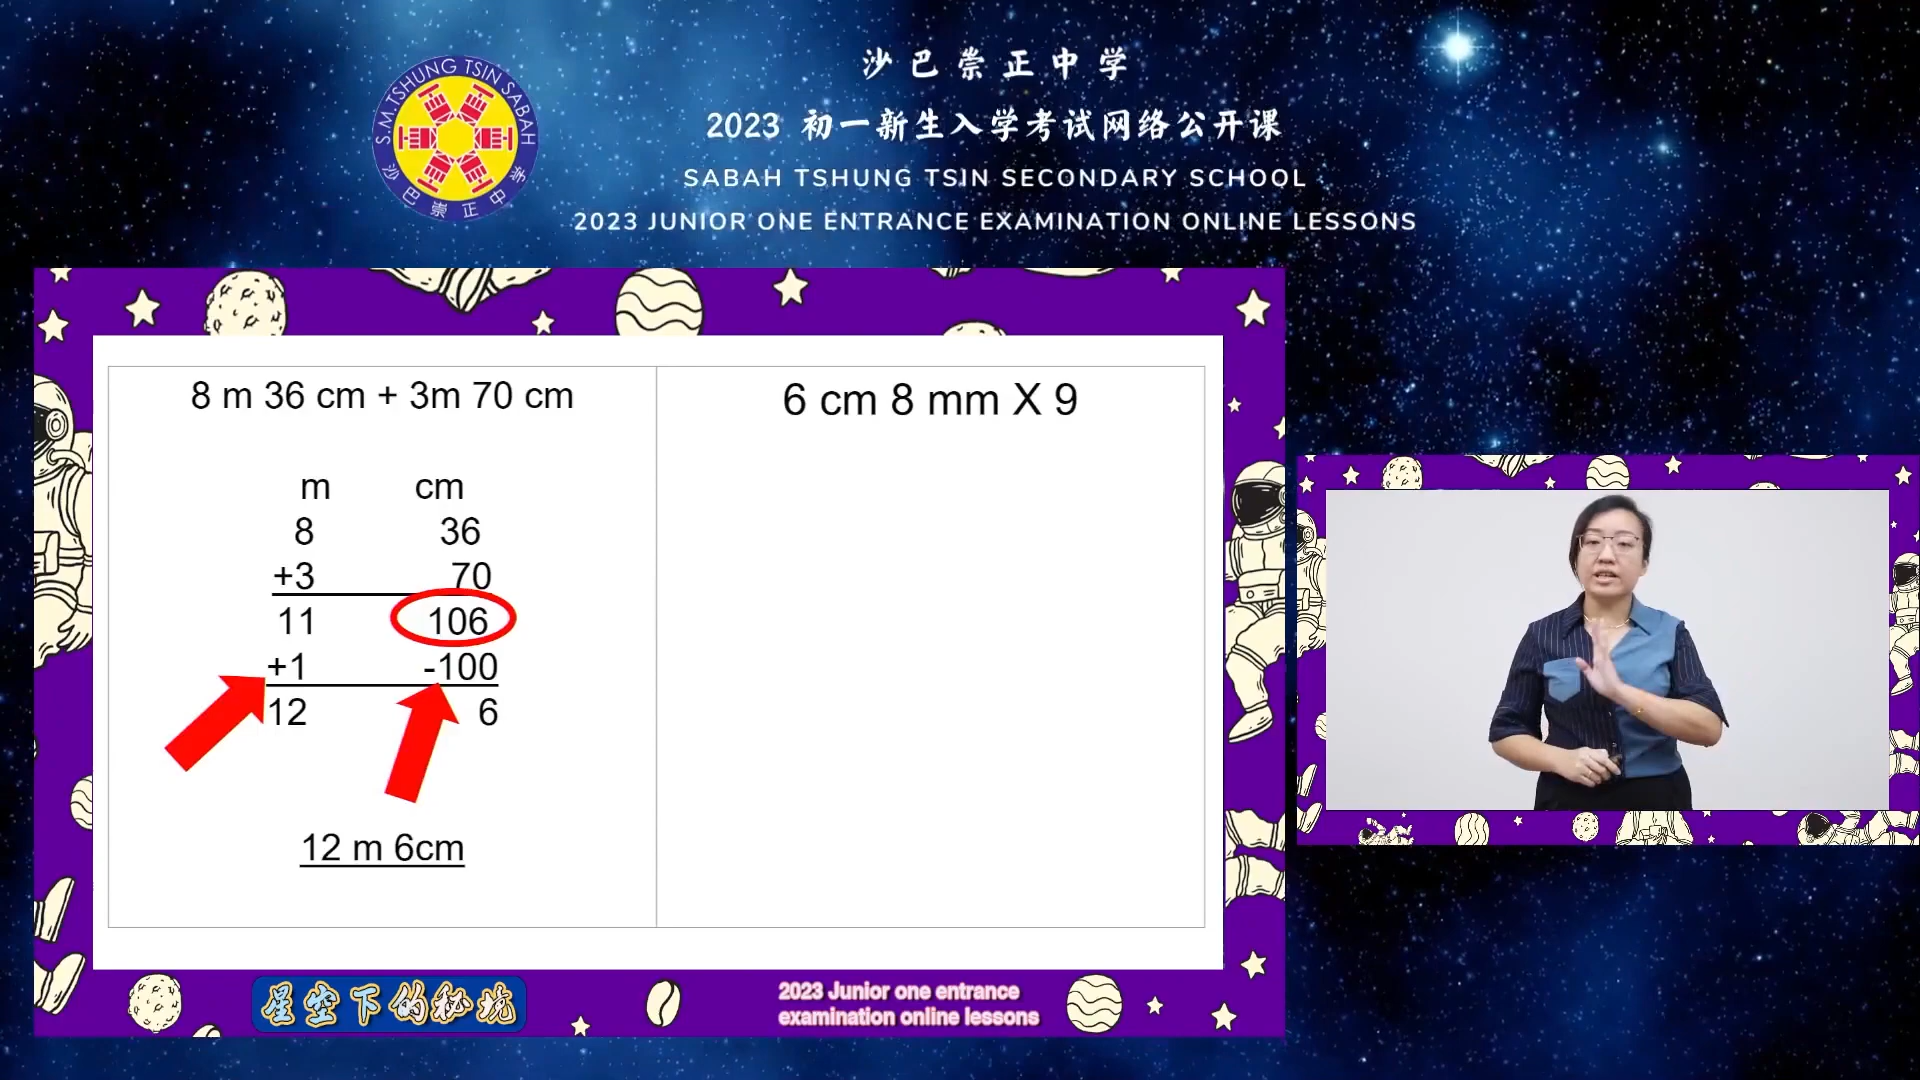 沙巴崇正中学
2023 初一新生入学考试网络公开课
SABAH TSHUNG TSIN SECONDARY SCHOOL
2023 JUNIOR ONE ENTRANCE EXAMINATION ONLINE LESSONS
S.M TSHUNG TSIN SABAH
沙巴崇正中学
8 m 36 cm + 3m 70 cm
m cm
8 36
+3 70
11 106
+1 -100
12 6
12 m 6cm
6 cm 8 mm X 9
星空下的秘境
2023 Junior one entrance
examination online lessons